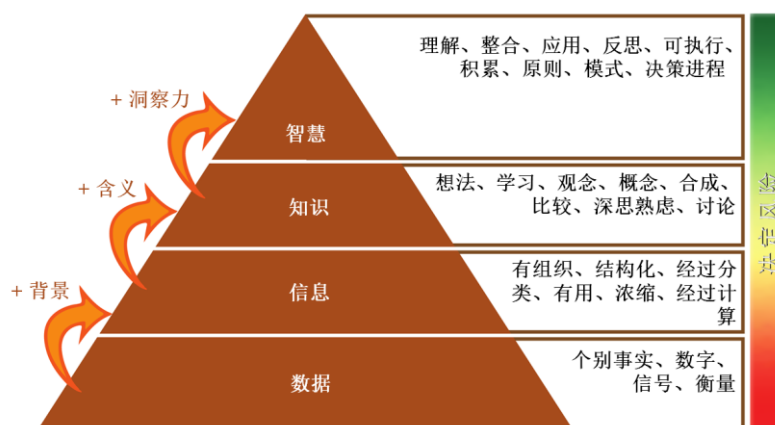 理解、整合、应用、反思、可执行、
积累、原则、模式、决策进程
+ 洞察力
智慧
想法、学习、观念、概念、合成、
比较、深思熟虑、讨论
+ 含义
知识
有组织、结构化、经过分
类、有用、浓缩、经过计
算
+ 背景
信息
个别事实、数字、
信号、衡量
数据